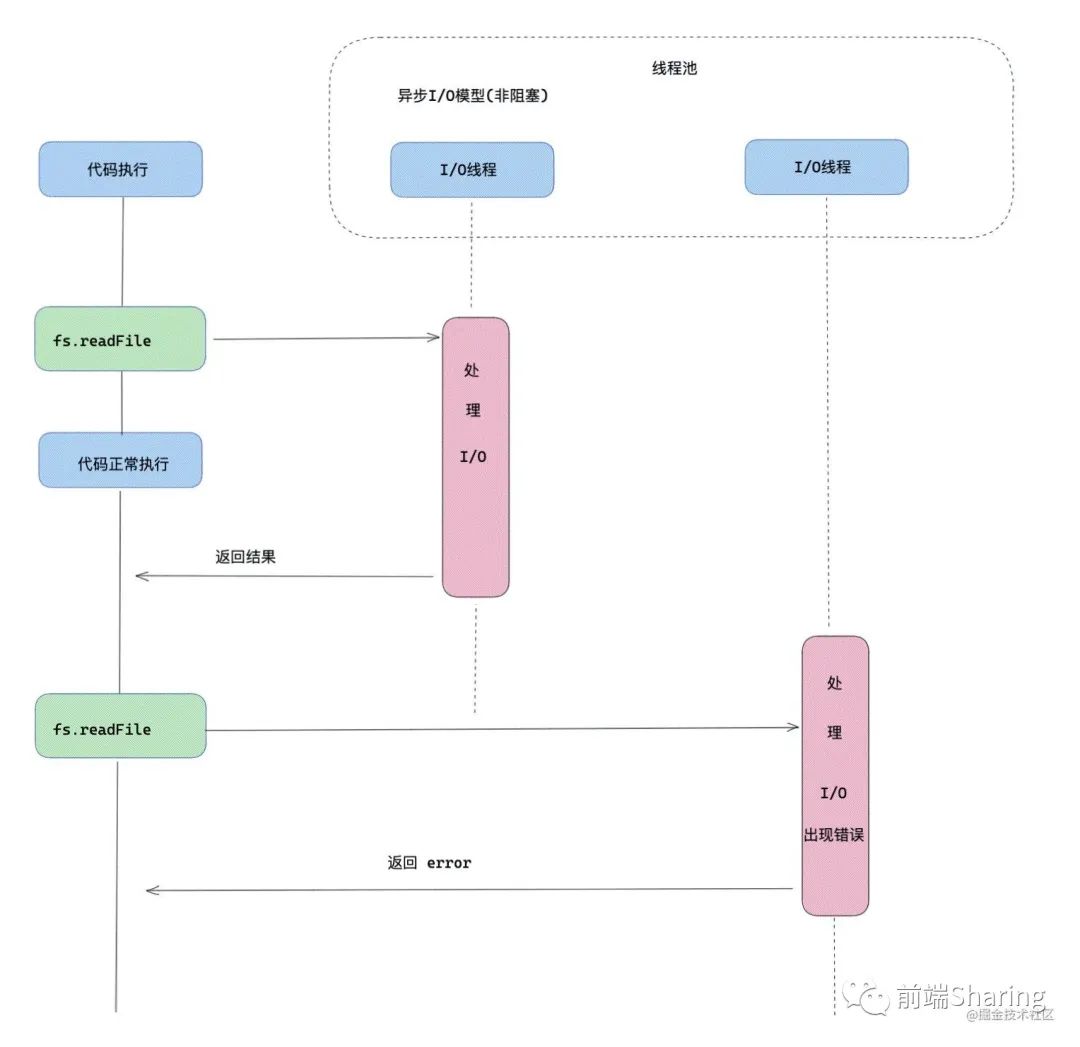 线程池
异步I/O模型(非阻塞)
代码执行
I/O线程
I/O线程
fs.readFile
处
理
I/O
代码正常执行
返回结果
fs.readFile
处
理
I/O
出现错误
返回 error
前端Sharing
@掘金技术社区